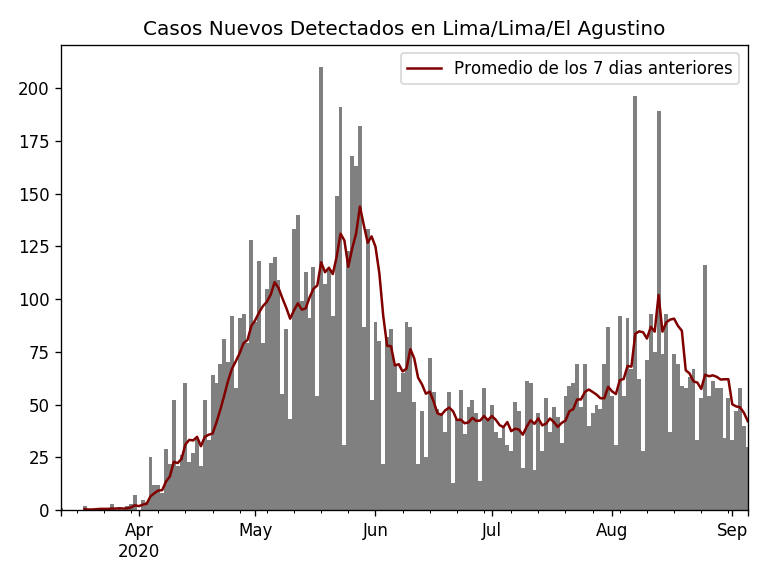 Casos Nuevos Detectados en Lima/Lima/El Agustino
Promedio de los 7 dias anteriores
200
175
150
125
100
75
50
25
0
Apr
2020
May
Jun
Jul
Aug
Sep